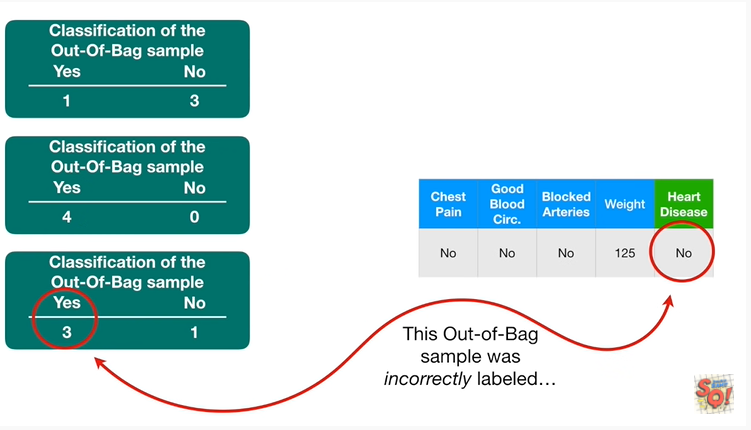 Classification of the
Out-Of-Bag sample
Yes No
1 3
Classification of the
Out-Of-Bag sample
Yes No
4 0
Classification of the
Out-Of-Bag sample
Yes No
3 1
Chest Pain Good Blood Circ. Blocked Arteries Weight Heart Disease
No No No 125 No
This Out-of-Bag
sample was
incorrectly labeled...
SQ!